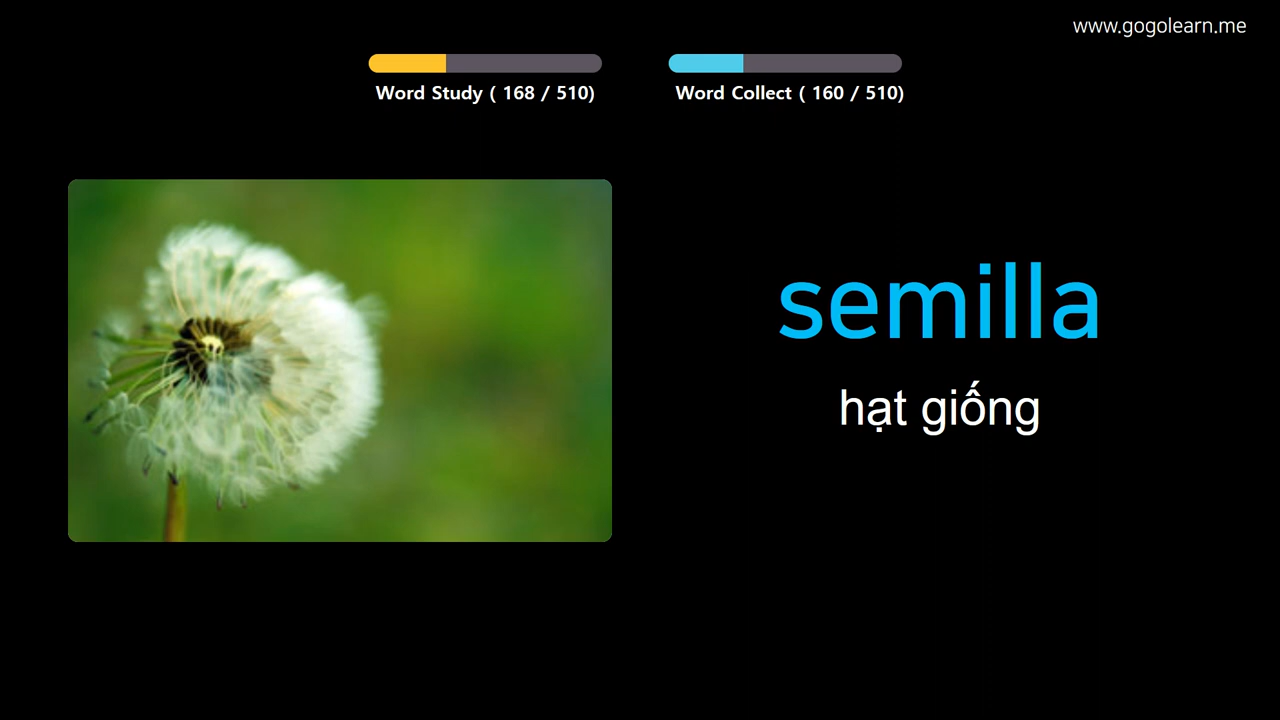 www.gogolearn.me
Word Study ( 168 / 510)
Word Collect ( 160 / 510)
semilla
hạt giống